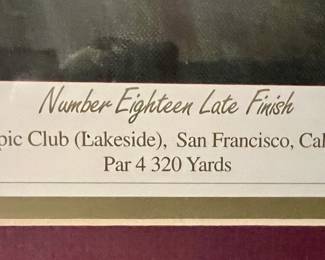 Number Eighteen Late Finish
pic Club (Lakeside), San Francisco, Cal
Par 4 320 Yards